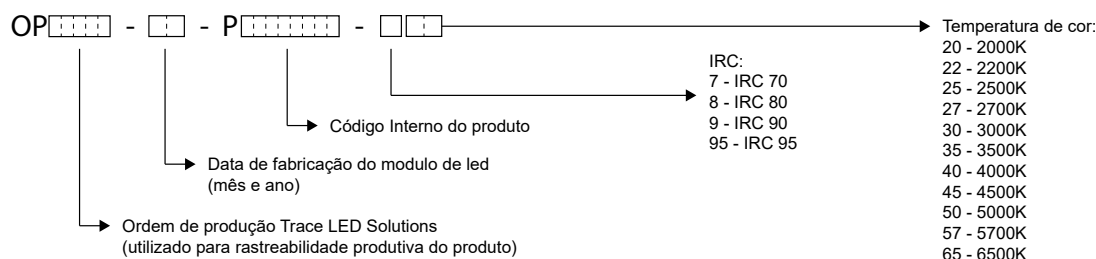 OP - - P -
Temperatura de cor:
20 - 2000K
22 - 2200K
25 - 2500K
27 - 2700K
30 - 3000K
35 - 3500K
40 - 4000K
45 - 4500K
50 - 5000K
57 - 5700K
65 - 6500K
IRC:
7 - IRC 70
8 - IRC 80
9 - IRC 90
95 - IRC 95
Código Interno do produto
Data de fabricação do modulo de led
(mês e ano)
Ordem de produção Trace LED Solutions
(utilizado para rastreabilidade produtiva do produto)